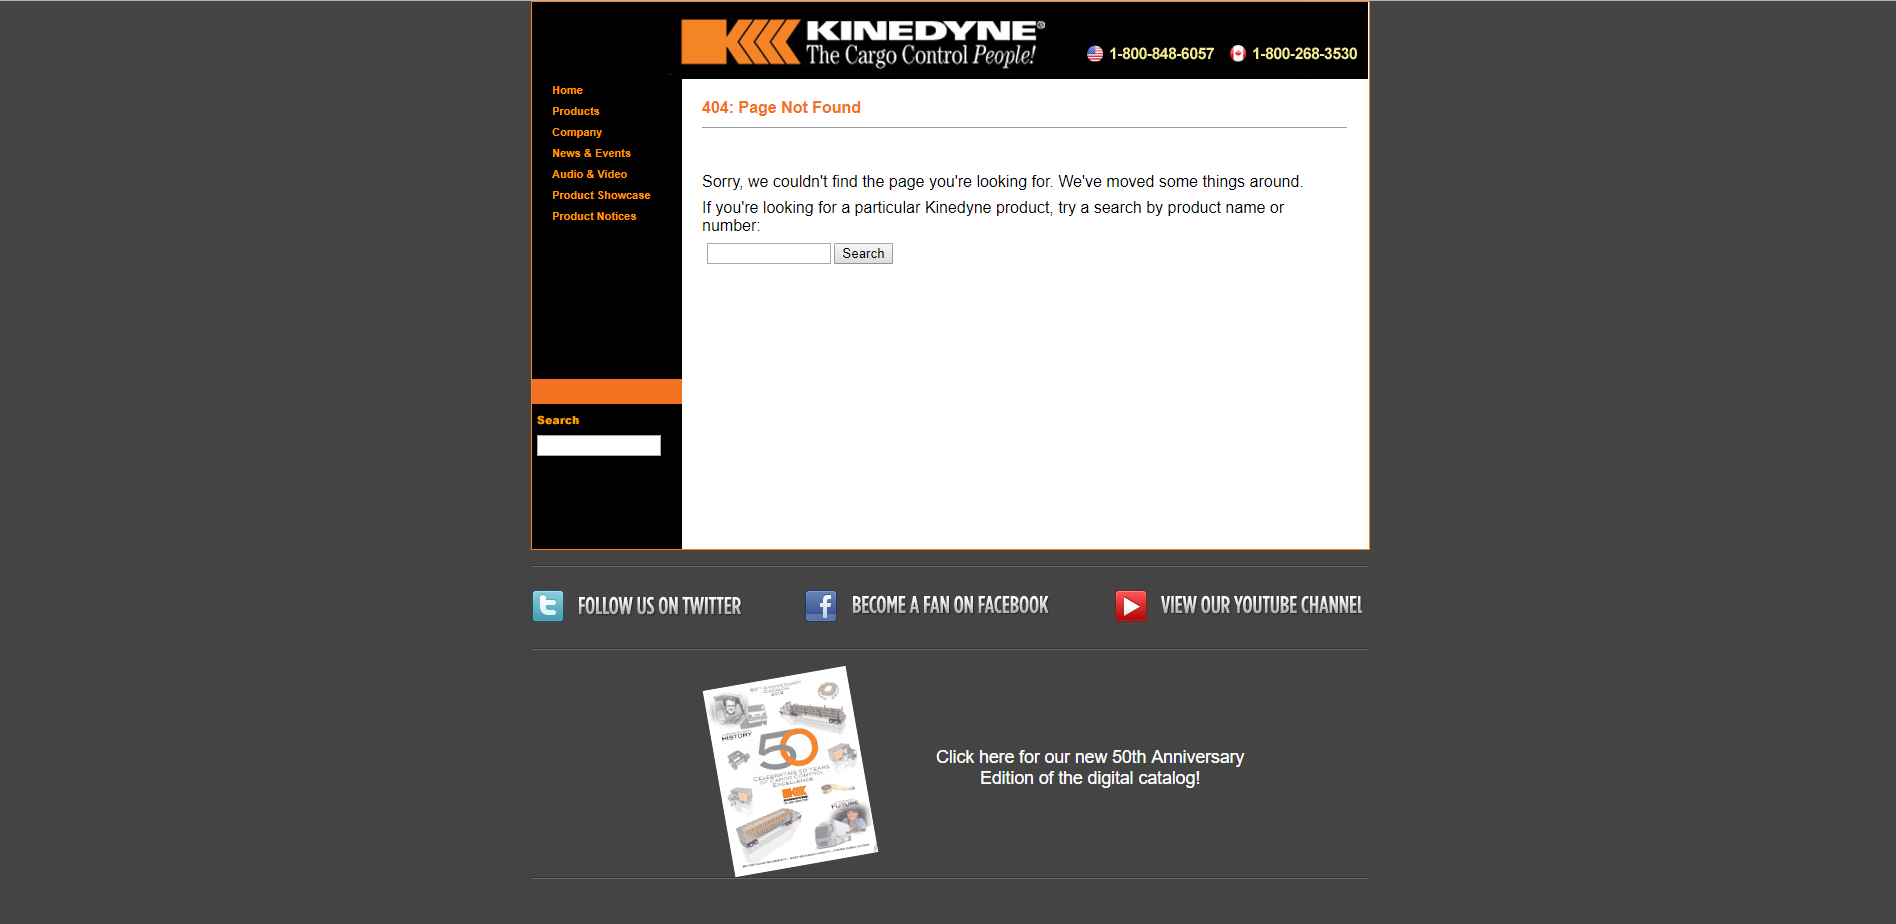 KINEDYNE®
The Cargo Control People!
1-800-848-6057 1-800-268-3530
Home
Products
Company
News & Events
Audio & Video
Product Showcase
Product Notices
404: Page Not Found
Sorry, we couldn't find the page you're looking for. We've moved some things around.
If you're looking for a particular Kinedyne product, try a search by product name or
number:
Search
Search
FOLLOW US ON TWITTER
BECOME A FAN ON FACEBOOK
VIEW OUR YOUTUBE CHANNEL
50TH ANNIVERSARY
CATALOG
HISTORY
50
CELEBRATING 50 YEARS
OF CARGO CONTROL
EXCELLENCE
FUTURE
Click here for our new 50th Anniversary
Edition of the digital catalog!